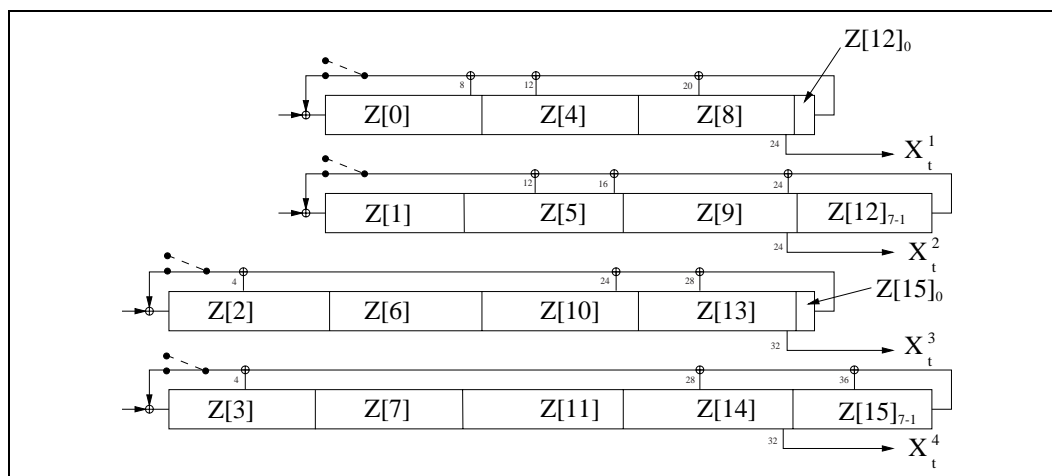 Z[12]₀
8 12 20
Z[0] Z[4] Z[8]
24 X¹ₜ
12 16 24
Z[1] Z[5] Z[9] Z[12]₇₋₁
24 X²ₜ
4 24 28
Z[15]₀
Z[2] Z[6] Z[10] Z[13]
32 X³ₜ
4 28 36
Z[3] Z[7] Z[11] Z[14] Z[15]₇₋₁
32 X⁴ₜ